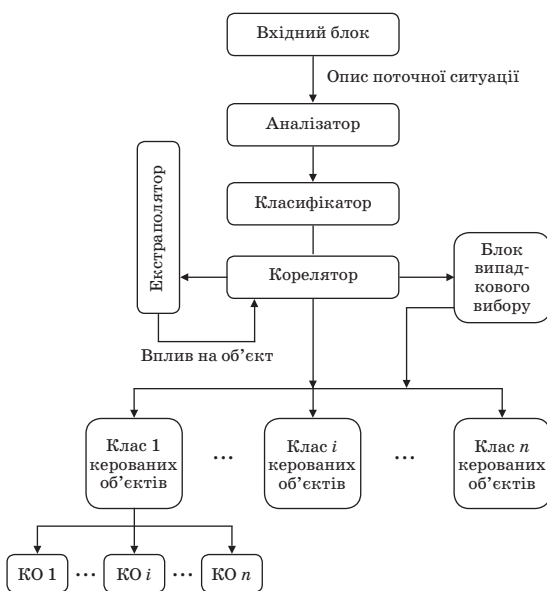 Вхідний блок
Опис поточної ситуації
Аналізатор
Класифікатор
Екстраполятор
Корелятор
Блок
випад-
кового
вибору
Вплив на об’єкт
Клас 1
керованих
об’єктів
...
Клас i
керованих
об’єктів
...
Клас n
керованих
об’єктів
КО 1 ... КО i ... КО n